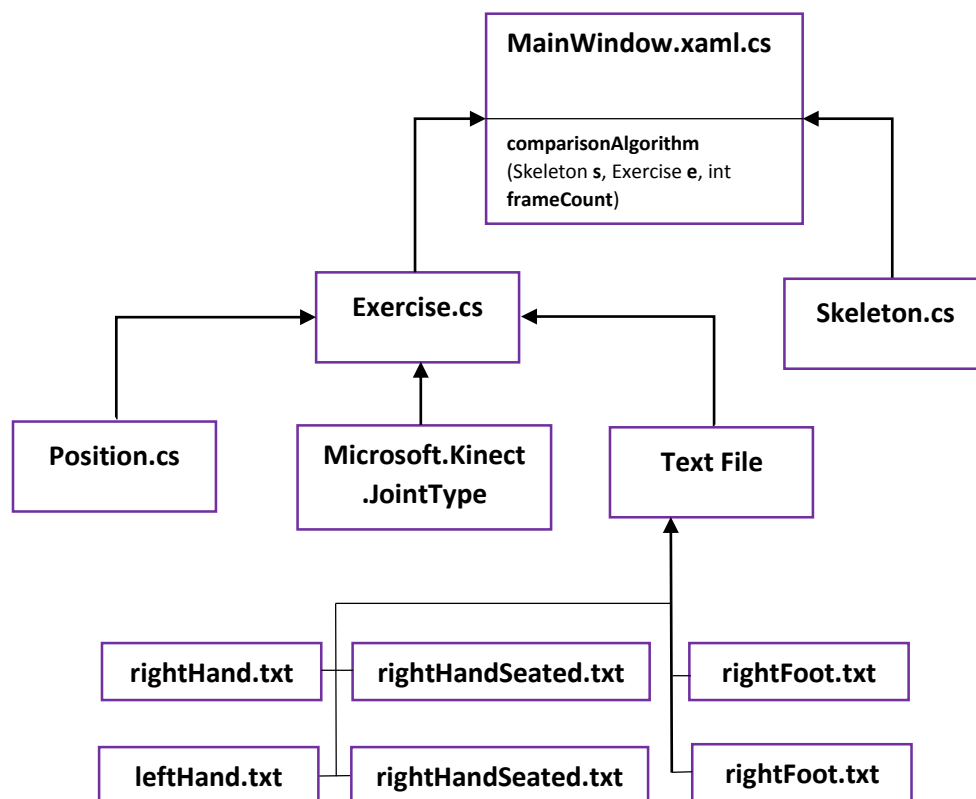 MainWindow.xaml.cs
comparisonAlgorithm
(Skeleton s, Exercise e, int
frameCount)
Exercise.cs
Skeleton.cs
Position.cs
Microsoft.Kinect
.JointType
Text File
rightHand.txt
rightHandSeated.txt
rightFoot.txt
leftHand.txt
rightHandSeated.txt
rightFoot.txt